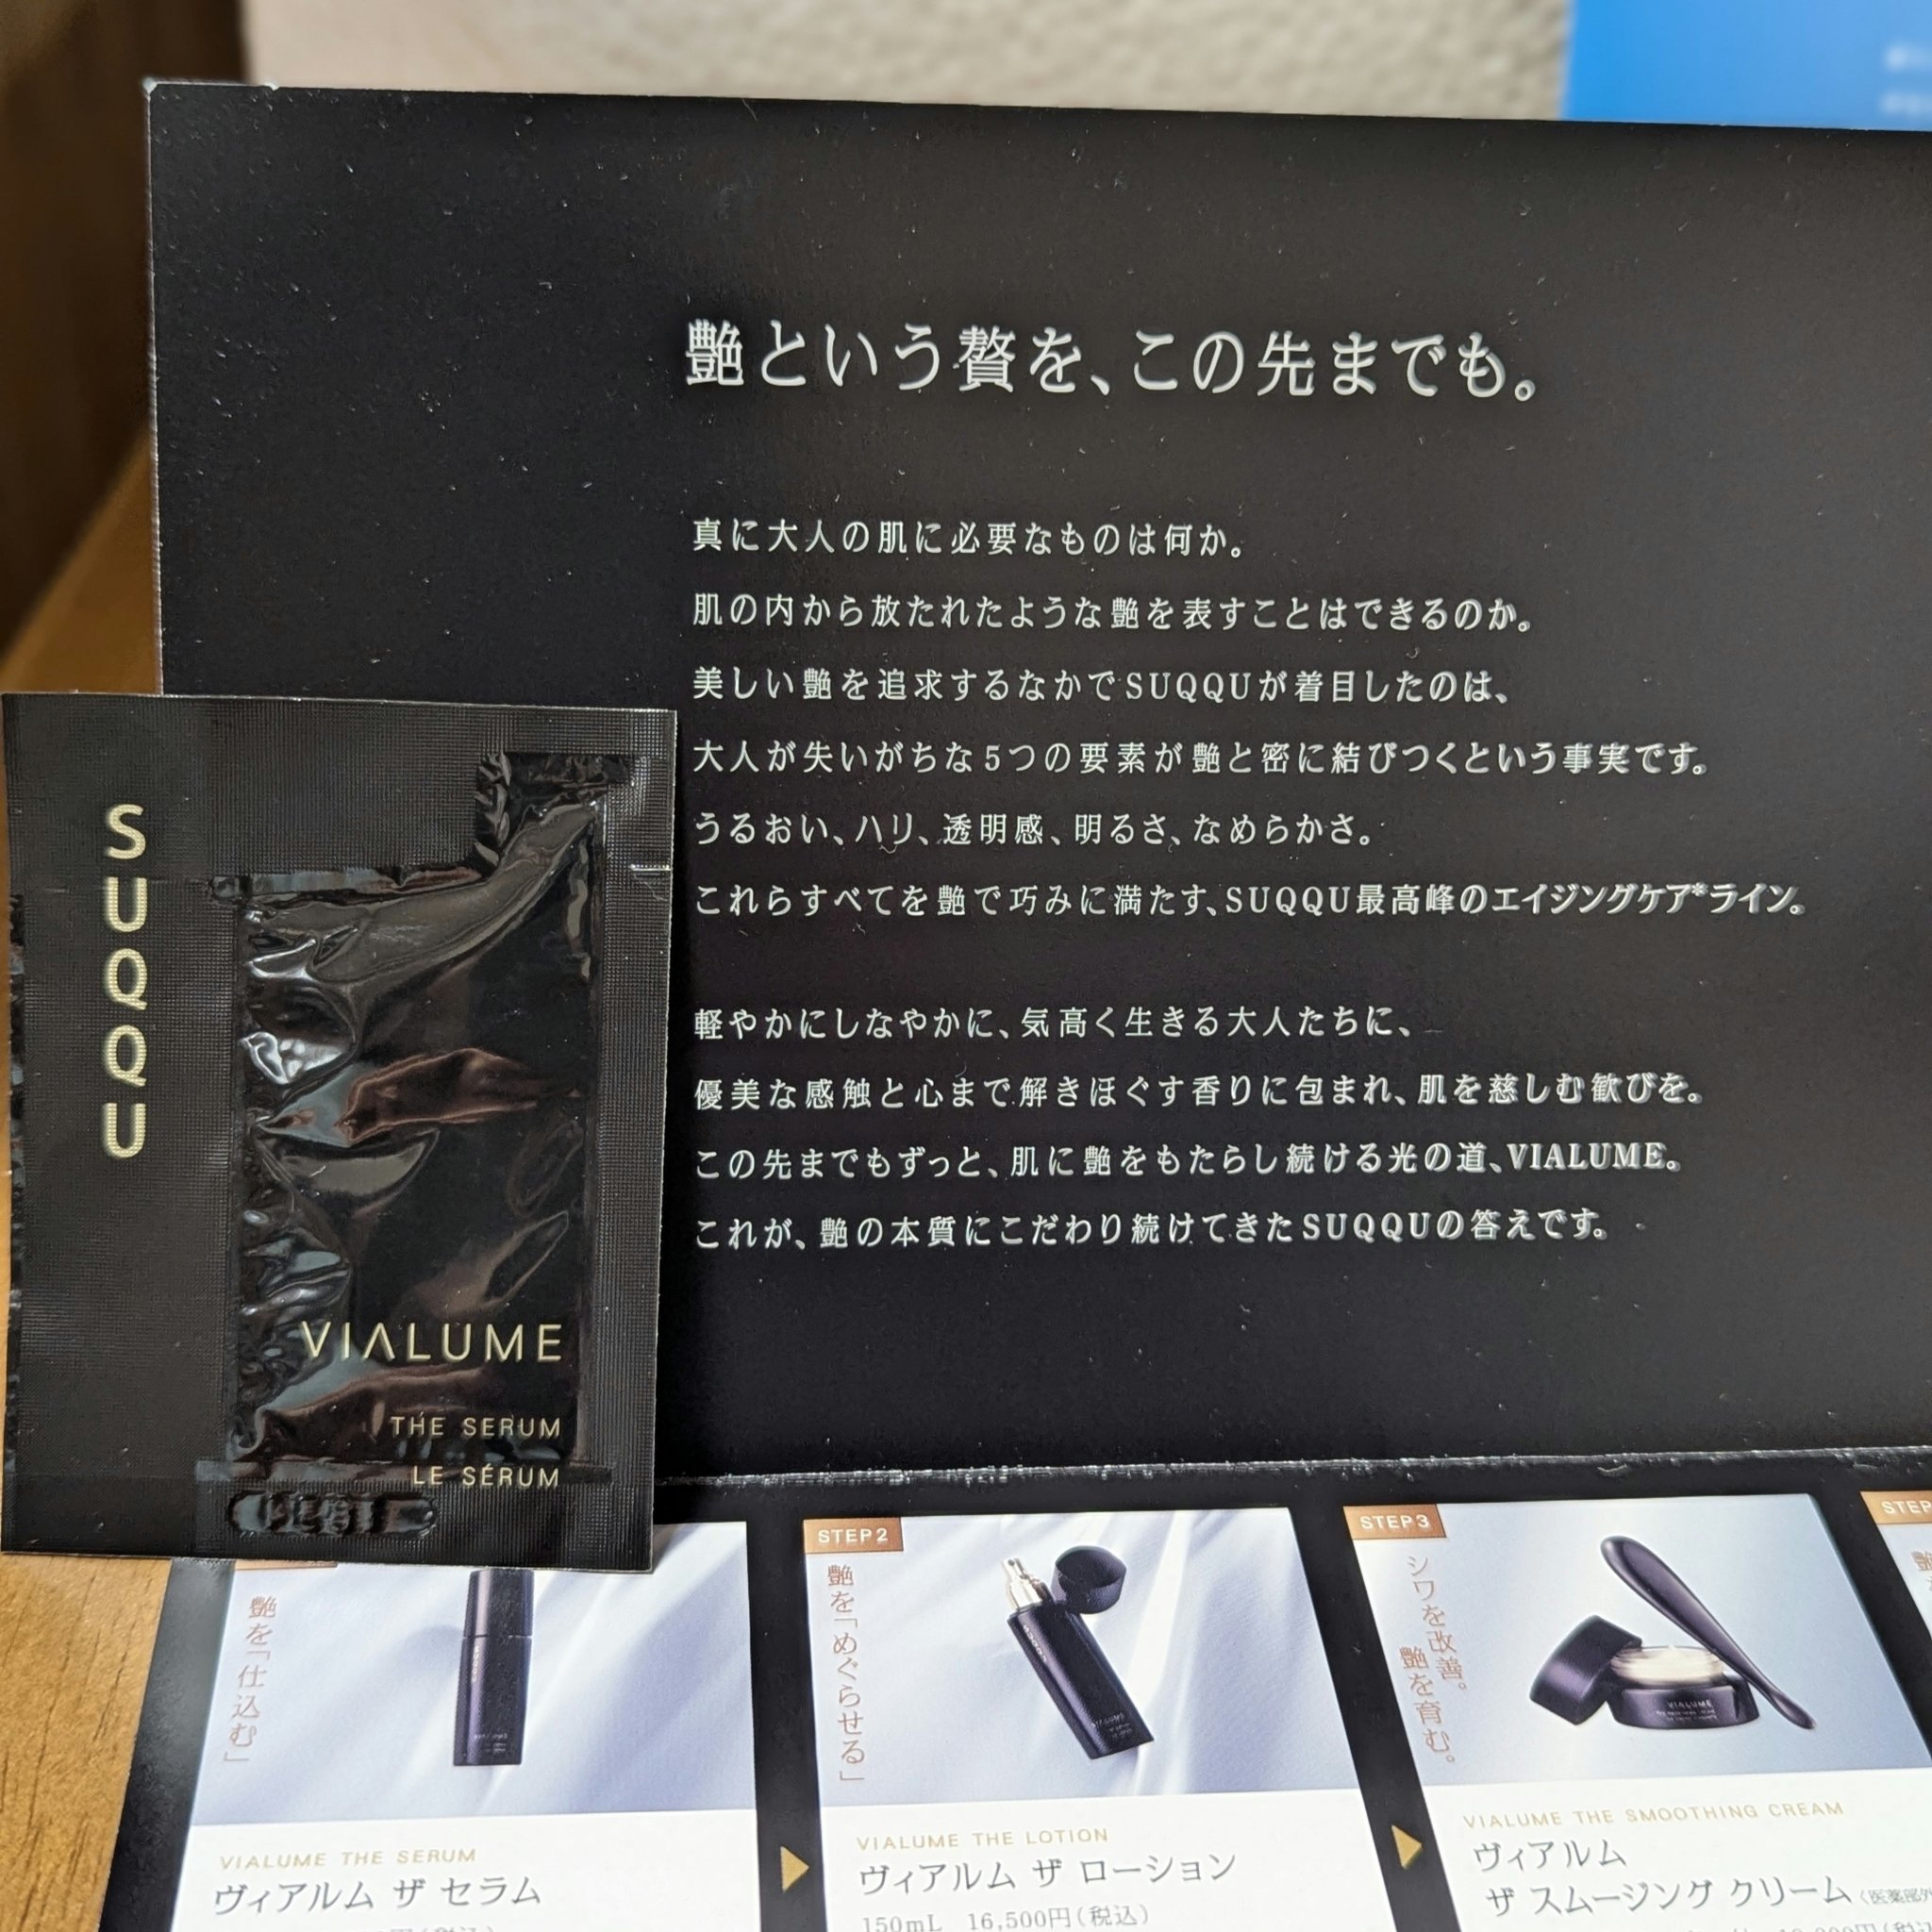 艶という贅を、この先までも。
真に大人の肌に必要なものは何か。
肌の内から放たれたような艶を表すことはできるのか。
美しい艶を追求するなかでSUQQUが着目したのは、
大人が失いがちな5つの要素が艶と密に結びつくという事実です。
うるおい、ハリ、透明感、明るさ、なめらかさ。
これらすべてを艶で巧みに満たす、SUQQU最高峰のエイジングケア*ライン。
軽やかにしなやかに、気高く生きる大人たちに、
優美な感触と心まで解きほぐす香りに包まれ、肌を慈しむ歓びを。
この先までもずっと、肌に艶をもたらし続ける光の道、VIALUME。
これが、艶の本質にこだわり続けてきたSUQQUの答えです。
SUQQU
VIALUME
THE SERUM
LE SÉRUM
艶を「仕込む」
VIALUME THE SERUM
ヴィアルム ザ セラム
STEP2
艶を「めぐらせる」
VIALUME THE LOTION
ヴィアルム ザ ローション
150mL 16,500円(税込)
STEP3
シワを改善。
艶を育む。
VIALUME
VIALUME THE SMOOTHING CREAM
ヴィアルム
ザ スムージング クリーム
STEP
艶